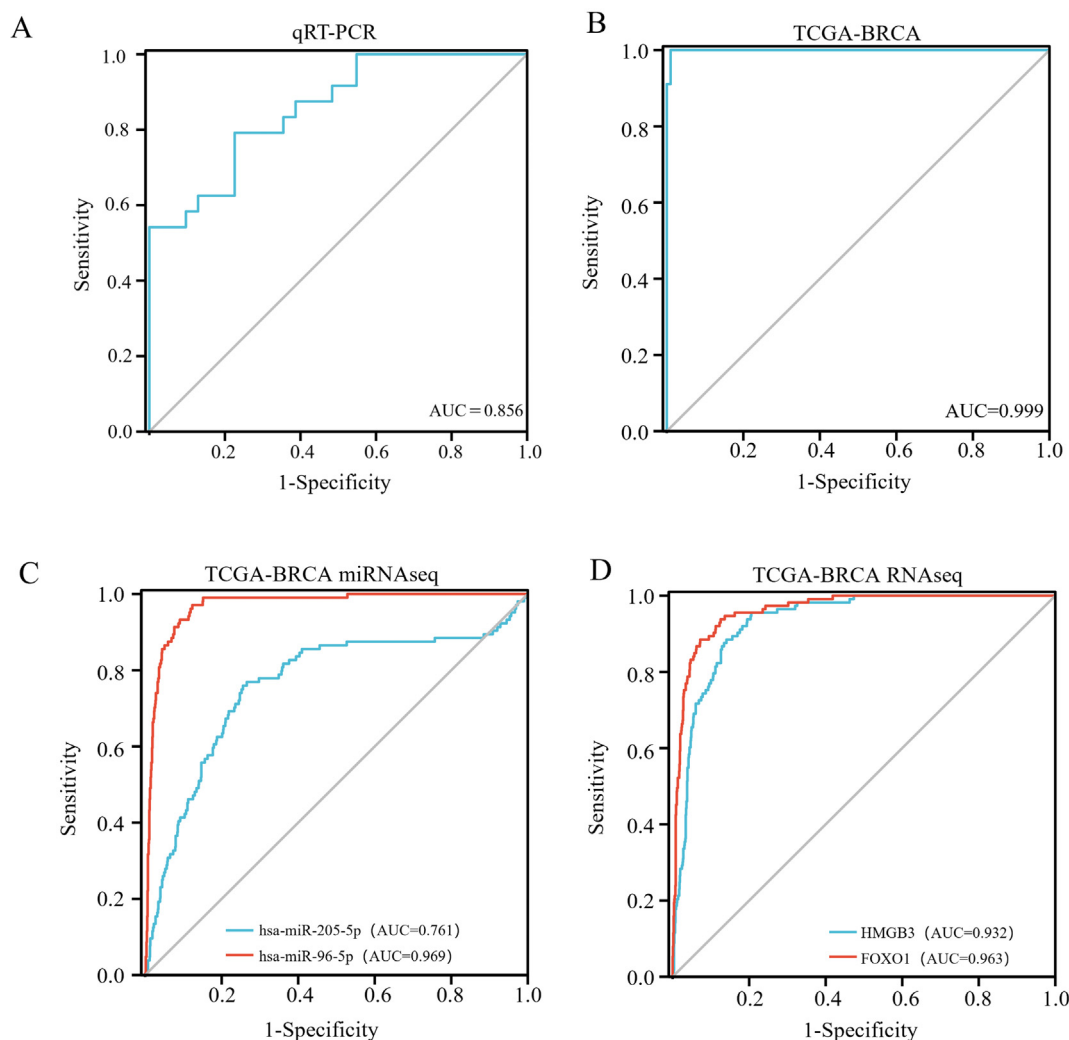 A
qRT-PCR
1.0
0.8
0.6
0.4
0.2
0.0
Sensitivity
0.2 0.4 0.6 0.8 1.0
1-Specificity
AUC=0.856
B
TCGA-BRCA
1.0
0.8
0.6
0.4
0.2
0.0
Sensitivity
0.2 0.4 0.6 0.8 1.0
1-Specificity
AUC=0.999
C
TCGA-BRCA miRNAseq
1.0
0.8
0.6
0.4
0.2
0.0
Sensitivity
0.2 0.4 0.6 0.8 1.0
1-Specificity
hsa-miR-205-5p (AUC=0.761)
hsa-miR-96-5p (AUC=0.969)
D
TCGA-BRCA RNAseq
1.0
0.8
0.6
0.4
0.2
0.0
Sensitivity
0.2 0.4 0.6 0.8 1.0
1-Specificity
HMGB3 (AUC=0.932)
FOXO1 (AUC=0.963)